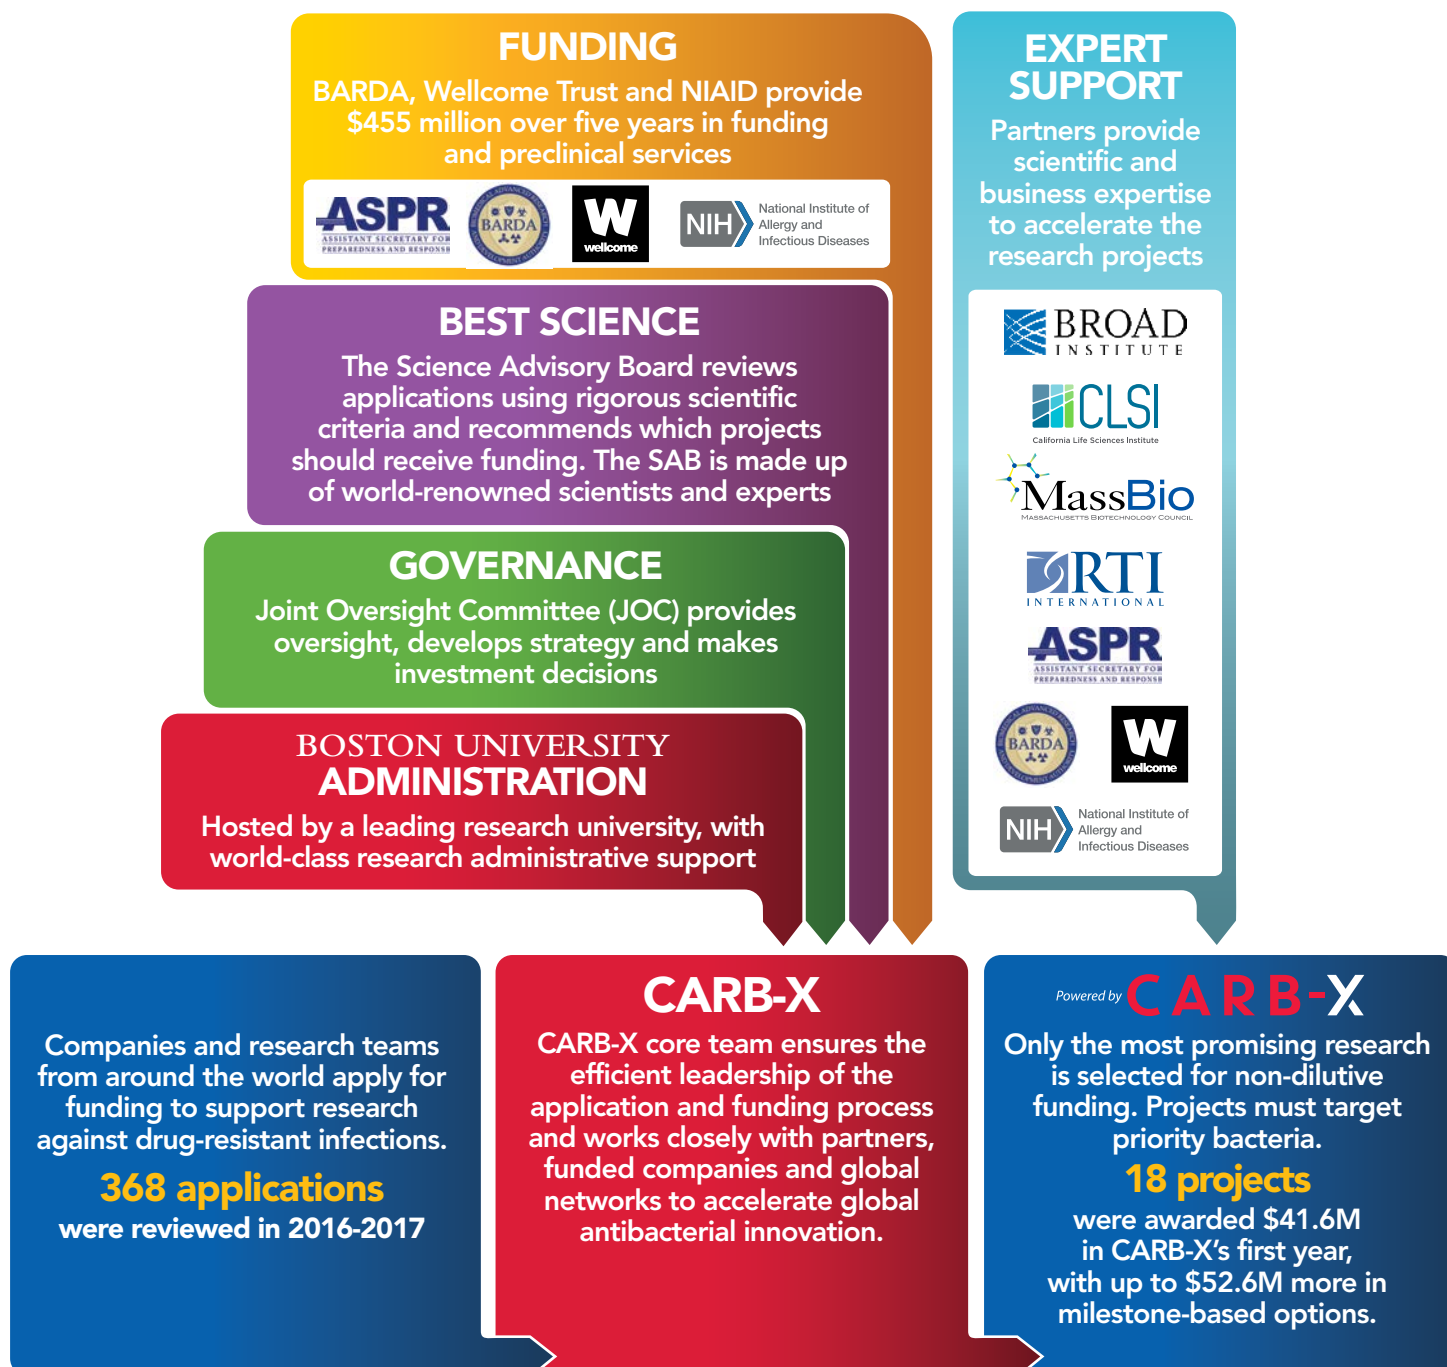 FUNDING
BARDA, Wellcome Trust and NIAID provide
$455 million over five years in funding
and preclinical services
ASPR
ASSISTANT SECRETARY FOR
PREPAREDNESS AND RESPONSE
BARDA
W
wellcome
NIH
National Institute of
Allergy and
Infectious Diseases
BEST SCIENCE
The Science Advisory Board reviews
applications using rigorous scientific
criteria and recommends which projects
should receive funding. The SAB is made up
of world-renowned scientists and experts
GOVERNANCE
Joint Oversight Committee (JOC) provides
oversight, develops strategy and makes
investment decisions
BOSTON UNIVERSITY
ADMINISTRATION
Hosted by a leading research university, with
world-class research administrative support
EXPERT
SUPPORT
Partners provide
scientific and
business expertise
to accelerate the
research projects
BROAD
INSTITUTE
CLSI
California Life Sciences Institute
MassBio
MASSACHUSETTS BIOTECHNOLOGY COUNCIL
RTI
INTERNATIONAL
ASPR
ASSISTANT SECRETARY FOR
PREPAREDNESS AND RESPONSE
BARDA
W
wellcome
NIH
National Institute of
Allergy and
Infectious Diseases
Companies and research teams
from around the world apply for
funding to support research
against drug-resistant infections.
368 applications
were reviewed in 2016-2017
CARB-X
CARB-X core team ensures the
efficient leadership of the
application and funding process
and works closely with partners,
funded companies and global
networks to accelerate global
antibacterial innovation.
Powered by CARB-X
Only the most promising research
is selected for non-dilutive
funding. Projects must target
priority bacteria.
18 projects
were awarded $41.6M
in CARB-X's first year,
with up to $52.6M more in
milestone-based options.